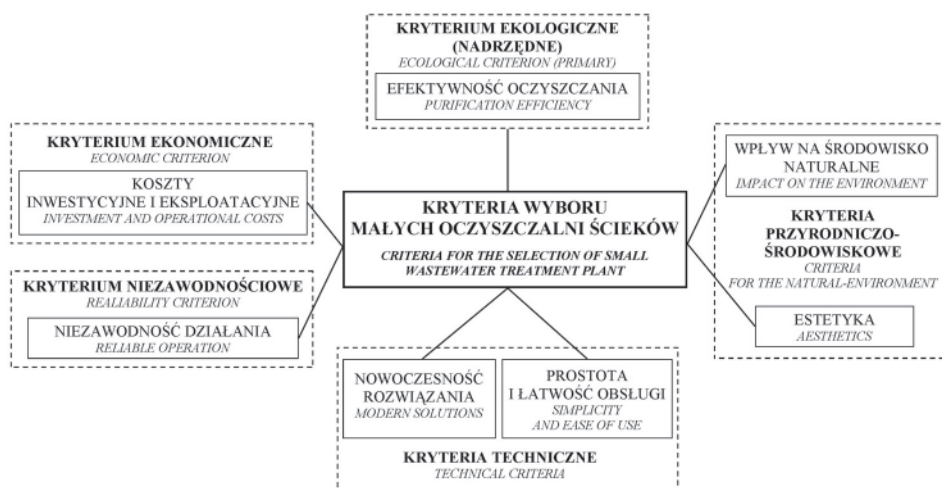 KRYTERIUM EKOLOGICZNE
(NADRZĘDNE)
ECOLOGICAL CRITERION (PRIMARY)
EFEKTYWNOŚĆ OCZYSZCZANIA
PURIFICATION EFFICIENCY
KRYTERIUM EKONOMICZNE
ECONOMIC CRITERION
KOSZTY
INWESTYCYJNE I EKSPLOATACYJNE
INVESTMENT AND OPERATIONAL COSTS
KRYTERIUM NIEZAWODNOŚCIOWE
REALIABILITY CRITERION
NIEZAWODNOŚĆ DZIAŁANIA
RELIABLE OPERATION
KRYTERIA WYBORU
MAŁYCH OCZYSZCZALNI ŚCIEKÓW
CRITERIA FOR THE SELECTION OF SMALL
WASTEWATER TREATMENT PLANT
WPŁYW NA ŚRODOWISKO
NATURALNE
IMPACT ON THE ENVIRONMENT
KRYTERIA
PRZYRODNICZO-
ŚRODOWISKOWE
CRITERIA
FOR THE NATURAL-ENVIRONMENT
ESTETYKA
AESTHETICS
NOWOCZESNOŚĆ
ROZWIĄZANIA
MODERN SOLUTIONS
PROSTOTA
I ŁATWOŚĆ OBSŁUGI
SIMPLICITY
AND EASE OF USE
KRYTERIA TECHNICZNE
TECHNICAL CRITERIA